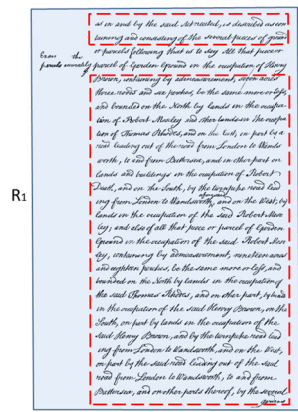 as in and by the said Act recited, is described as con
taining and consisting of the several pieces of ground
or parcels following that is to say All that piece or
parcel of Garden Ground in the occupation of Henry
Brown, containing by admeasurement, acres
three roods and six perches, be the same more or less,
and bounded on the North by lands in the occupa
tion of Robert Morley and other lands in the occupa
tion of Thomas Rhodes, and on the East, in part by a
road leading out of the road from London to Wands
worth, to and from Battersea, and in other part on
lands and buildings in the occupation of Robert
and on the South, by the turnpike road lead
ing from London to Wandsworth, and on the West, by
lands in the occupation of the said Robert Mor
ley; and also all that piece or parcel of Garden
Ground in the occupation of the said Robert Mor
ley, containing by admeasurement, nineteen acres
and eighteen perches, be the same more or less, and
bounded on the North by lands in the occupation of
the said Thomas Rhodes, and on other part, by lands
in the occupation of the said Henry Brown, on the
South, on part by lands in the occupation of the
said Henry Brown, and by the turnpike road lead
ing from London to Wandsworth, and on the West,
on part by the said road leading out of the said
road from London to Wandsworth, to and from
Battersea, and on other parts thereof, by the second
R1